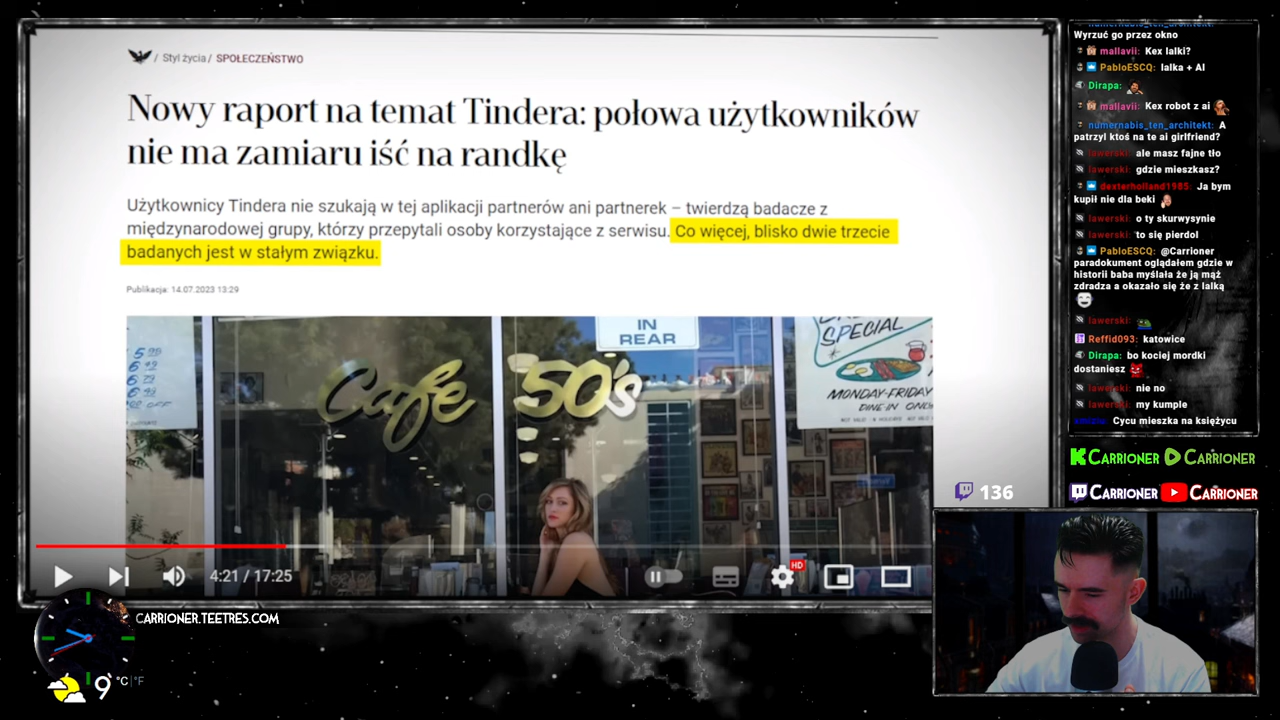 / Styl życia / SPOŁECZEŃSTWO
Nowy raport na temat Tindera: połowa użytkowników
nie ma zamiaru iść na randkę
Użytkownicy Tindera nie szukają w tej aplikacji partnerów ani partnerek – twierdzą badacze z
międzynarodowej grupy, którzy przepytali osoby korzystające z serwisu. Co więcej, blisko dwie trzecie
badanych jest w stałym związku.
Publikacja: 14.07.2023 13:29
IN
REAR
SPECIAL
Cafe 50's
MONDAY-FRIDAY
DINE-IN ONLY
4:21 / 17:25
HD
136
CARRIONER.TEETRES.COM
9 °C °F
numernabis_ten_architekt:
Wyrzuć go przez okno
mallavii: Kex lalki?
PabloESCQ: lalka + AI
Dirapa:
mallavii: Kex robot z ai
numernabis_ten_architekt: A
patrzył ktoś na te ai girlfriend?
lawerski: ale masz fajne tło
lawerski: gdzie mieszkasz?
dexterholland1985: Ja bym
kupił nie dla beki
lawerski: o ty skurwysynie
lawerski: to się pierdol
PabloESCQ: @Carrioner
paradokument oglądałem gdzie w
historii baba myślała że ją mąż
zdradza a okazało się że z lalką
lawerski:
Reffid093: katowice
Dirapa: bo kociej mordki
dostaniesz
lawerski: nie no
lawerski: my kumple
Cycu mieszka na księżycu
CARRIONER CARRIONER
CARRIONER CARRIONER